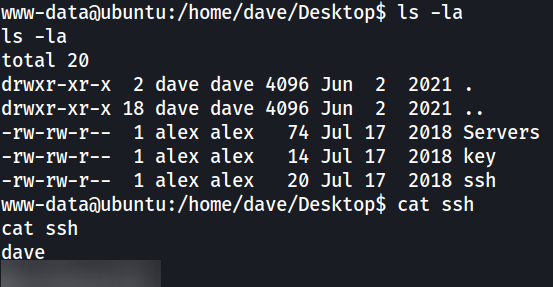 www-data@ubuntu:/home/dave/Desktop$ ls -la
ls -la
total 20
drwxr-xr-x  2 dave dave 4096 Jun  2  2021 .
drwxr-xr-x 18 dave dave 4096 Jun  2  2021 ..
-rw-rw-r--  1 alex alex   74 Jul 17  2018 Servers
-rw-rw-r--  1 alex alex   14 Jul 17  2018 key
-rw-rw-r--  1 alex alex   20 Jul 17  2018 ssh
www-data@ubuntu:/home/dave/Desktop$ cat ssh
cat ssh
dave